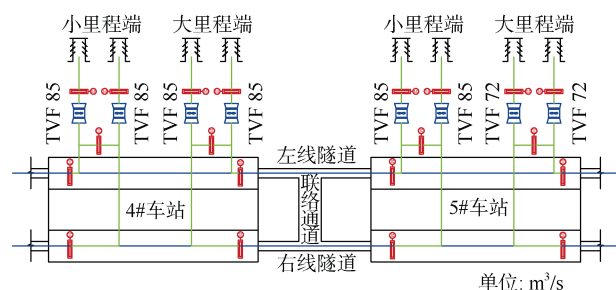 小里程端 大里程端 小里程端 大里程端
TVF 85 TVF 85 TVF 85 TVF 85 TVF 85 TVF 85 TVF 72 TVF 72
左线隧道
联络通道
4#车站 5#车站
右线隧道
单位: m³/s